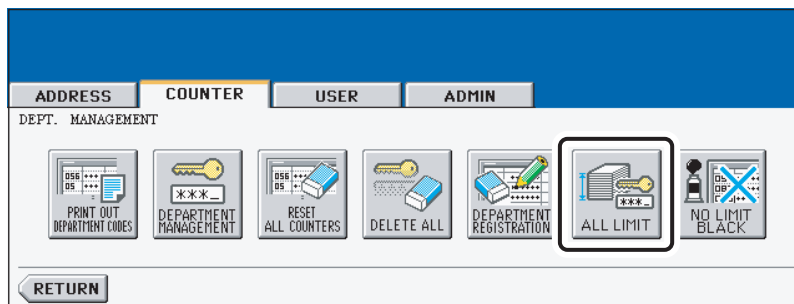 ADDRESS COUNTER USER ADMIN
DEPT. MANAGEMENT
PRINT OUT
DEPARTMENT CODES
***_
DEPARTMENT
MANAGEMENT
RESET
ALL COUNTERS
DELETE ALL
DEPARTMENT
REGISTRATION
***_
ALL LIMIT
NO LIMIT
BLACK
RETURN